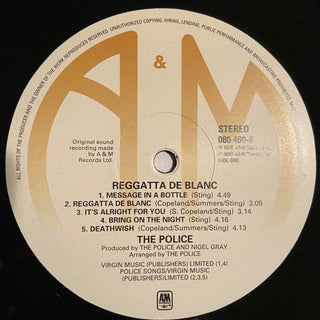 ALL RIGHTS OF THE PRODUCER AND OF THE OWNER OF THE WORK REPRODUCED RESERVED. UNAUTHORIZED COPYING, HIRING, LENDING, PUBLIC PERFORMANCE AND BROADCASTING PROHIBITED.
A & M
Original sound
recording made
by A & M
Records Ltd.
STEREO
SIDE ONE
REGGATTA DE BLANC
1. MESSAGE IN A BOTTLE (Sting) 4.49
2. REGGATTA DE BLANC (Copeland/Summers/Sting) 3.05
3. IT'S ALRIGHT FOR YOU (S. Copeland/Sting) 3.14
4. BRING ON THE NIGHT (Sting) 4.16
5. DEATHWISH (Copeland/Summers/Sting) 4.13
THE POLICE
Produced by THE POLICE AND NIGEL GRAY
Arranged by THE POLICE
VIRGIN MUSIC (PUBLISHERS) LIMITED (1,4)
POLICE SONGS/VIRGIN MUSIC
(PUBLISHERS) LIMITED (2,3,5)
A&M